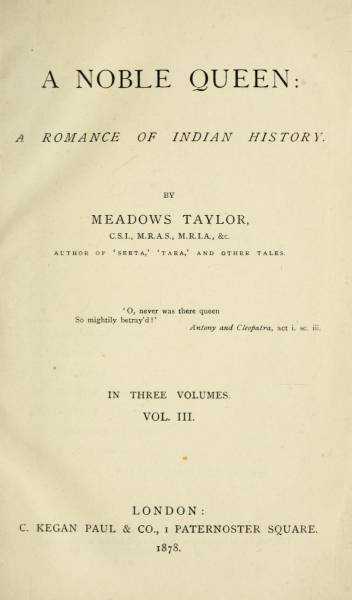 A NOBLE QUEEN:
A ROMANCE OF INDIAN HISTORY.
BY
MEADOWS TAYLOR,
C.S.I., M.R.A.S., M.R.I.A., &c.
AUTHOR OF 'SEETA,' 'TARA,' AND OTHER TALES.
'O, never was there queen
So mightily betray'd!'
Antony and Cleopatra, act i. sc. iii.
IN THREE VOLUMES.
VOL. III.
LONDON:
C. KEGAN PAUL & CO., 1 PATERNOSTER SQUARE.
1878.